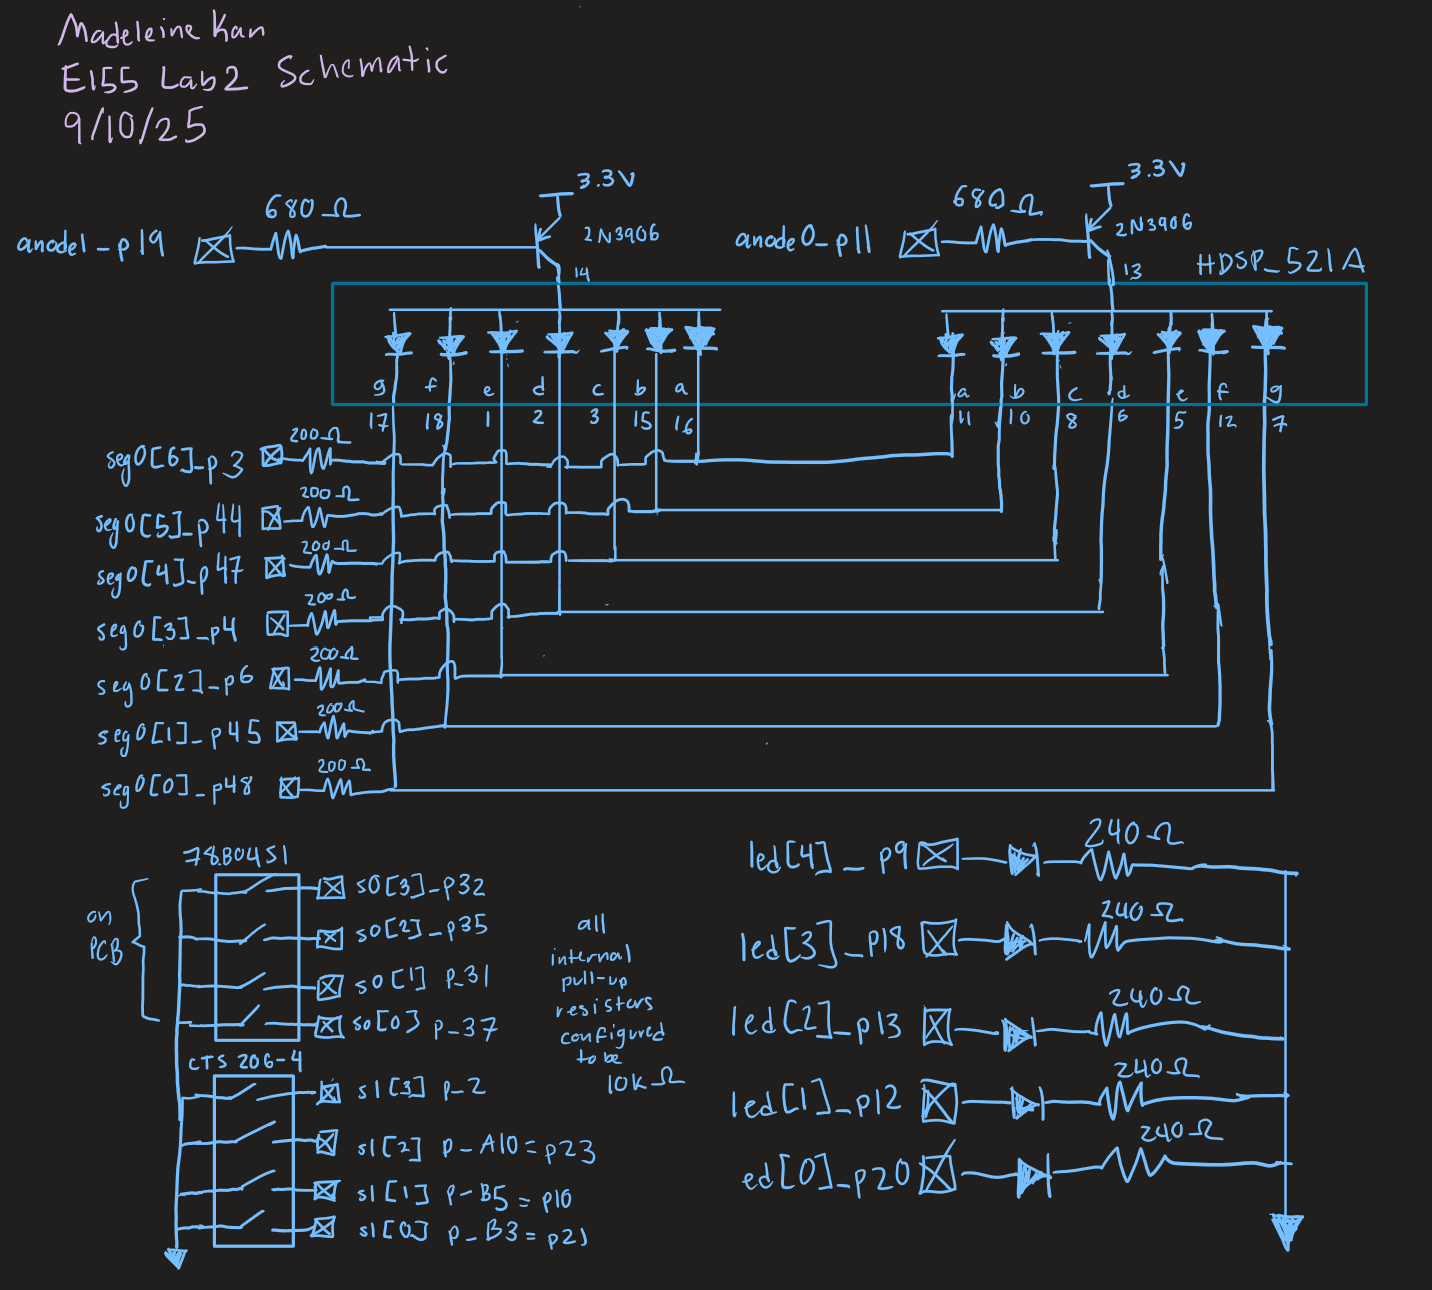 Madeleine Kan
E155 Lab2 Schematic
9/10/25
3.3V
3.3V
680Ω
680Ω
anode1_p19
2N3906
anode0_p11
2N3906
14
13
HDSP_521A
g f e d c b a
a b c d e f g
17 18 1 2 3 15 16
11 10 8 6 5 12 7
200Ω
seg0[6]_p3
200Ω
seg0[5]_p44
200Ω
seg0[4]_p47
200Ω
seg0[3]_p4
200Ω
seg0[2]_p6
200Ω
seg0[1]_p45
200Ω
seg0[0]_p48
78B04S1
on
PCB
s0[3]_p32
s0[2]_p35
s0[1] p_31
s0[0] p_37
CTS 206-4
s1[3] p_2
s1[2] p_A10=p23
s1[1] p_B5=p10
s1[0] p_B3=p21
all
internal
pull-up
resistors
configured
to be
10kΩ
240Ω
led[4]_p9
240Ω
led[3]_p18
240Ω
led[2]_p13
240Ω
led[1]_p12
240Ω
ed[0]_p20